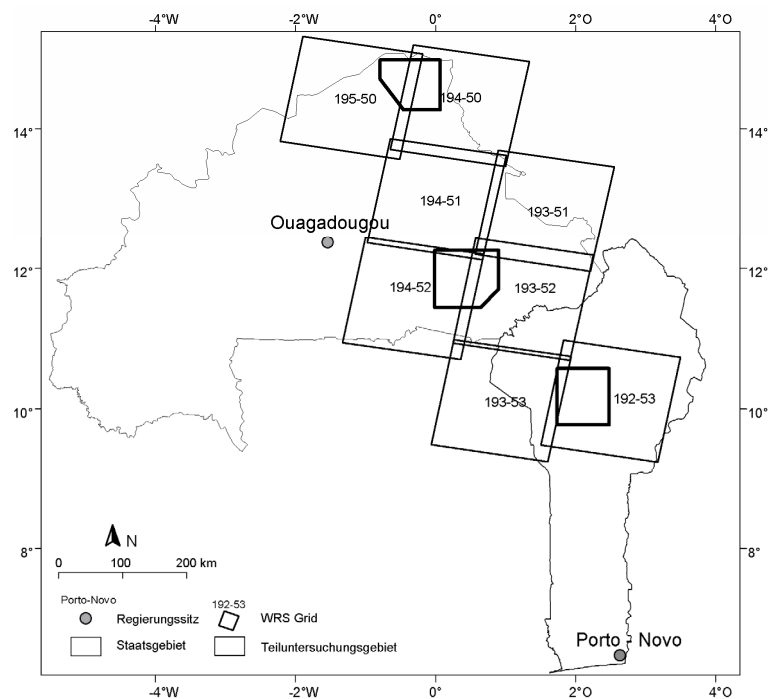 -4°W -2°W 0° 2°O 4°O
195-50 194-50
14° 14°
194-51 193-51
Ouagadougou
12° 12°
194-52 193-52
10° 10°
193-53 192-53
N
8° 8°
0 100 200 km
Porto-Novo 192-53
Regierungssitz WRS Grid
Staatsgebiet Teiluntersuchungsgebiet
Porto - Novo
-4°W -2°W 0° 2°O 4°O